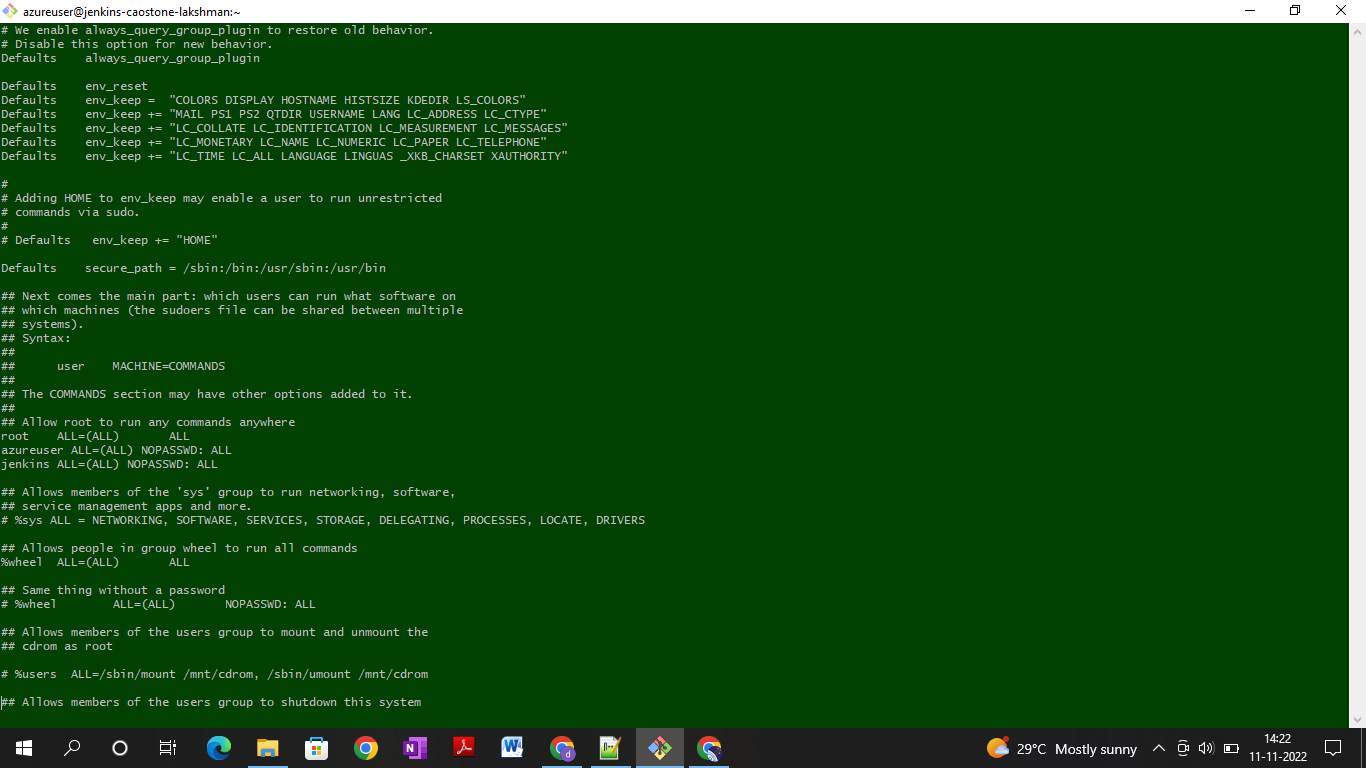 azureuser@jenkins-caostone-lakshman:~
# We enable always_query_group_plugin to restore old behavior.
# Disable this option for new behavior.
Defaults    always_query_group_plugin
Defaults    env_reset
Defaults    env_keep =  "COLORS DISPLAY HOSTNAME HISTSIZE KDEDIR LS_COLORS"
Defaults    env_keep += "MAIL PS1 PS2 QTDIR USERNAME LANG LC_ADDRESS LC_CTYPE"
Defaults    env_keep += "LC_COLLATE LC_IDENTIFICATION LC_MEASUREMENT LC_MESSAGES"
Defaults    env_keep += "LC_MONETARY LC_NAME LC_NUMERIC LC_PAPER LC_TELEPHONE"
Defaults    env_keep += "LC_TIME LC_ALL LANGUAGE LINGUAS _XKB_CHARSET XAUTHORITY"
#
# Adding HOME to env_keep may enable a user to run unrestricted
# commands via sudo.
#
# Defaults   env_keep += "HOME"
Defaults    secure_path = /sbin:/bin:/usr/sbin:/usr/bin
## Next comes the main part: which users can run what software on
## which machines (the sudoers file can be shared between multiple
## systems).
## Syntax:
##
##      user    MACHINE=COMMANDS
##
## The COMMANDS section may have other options added to it.
##
## Allow root to run any commands anywhere
root    ALL=(ALL)       ALL
azureuser ALL=(ALL) NOPASSWD: ALL
jenkins ALL=(ALL) NOPASSWD: ALL
## Allows members of the 'sys' group to run networking, software,
## service management apps and more.
# %sys ALL = NETWORKING, SOFTWARE, SERVICES, STORAGE, DELEGATING, PROCESSES, LOCATE, DRIVERS
## Allows people in group wheel to run all commands
%wheel  ALL=(ALL)       ALL
## Same thing without a password
# %wheel        ALL=(ALL)       NOPASSWD: ALL
## Allows members of the users group to mount and unmount the
## cdrom as root
# %users  ALL=/sbin/mount /mnt/cdrom, /sbin/umount /mnt/cdrom
## Allows members of the users group to shutdown this system
29°C  Mostly sunny
14:22
11-11-2022